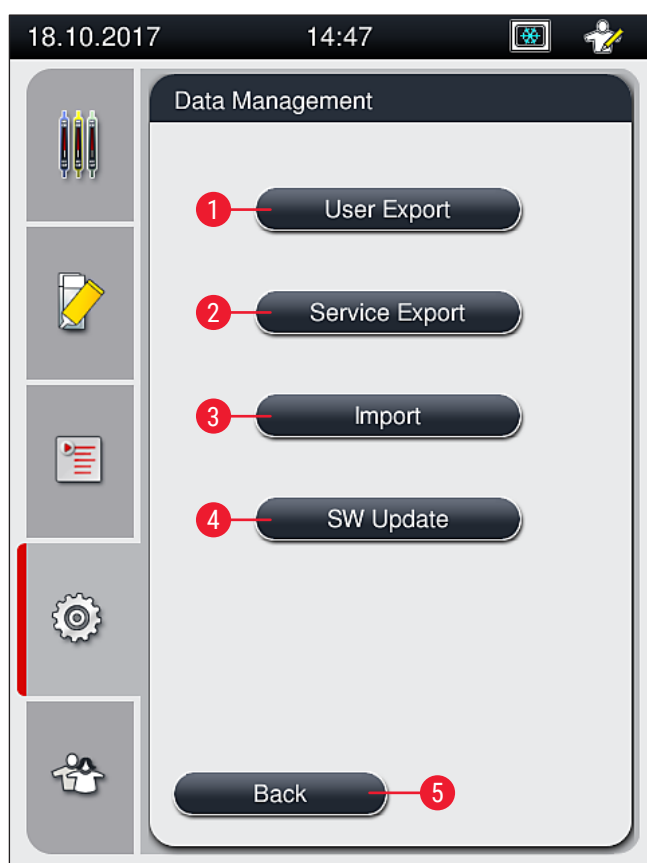 18.10.2017 14:47
Data Management
1 User Export
2 Service Export
3 Import
4 SW Update
Back 5